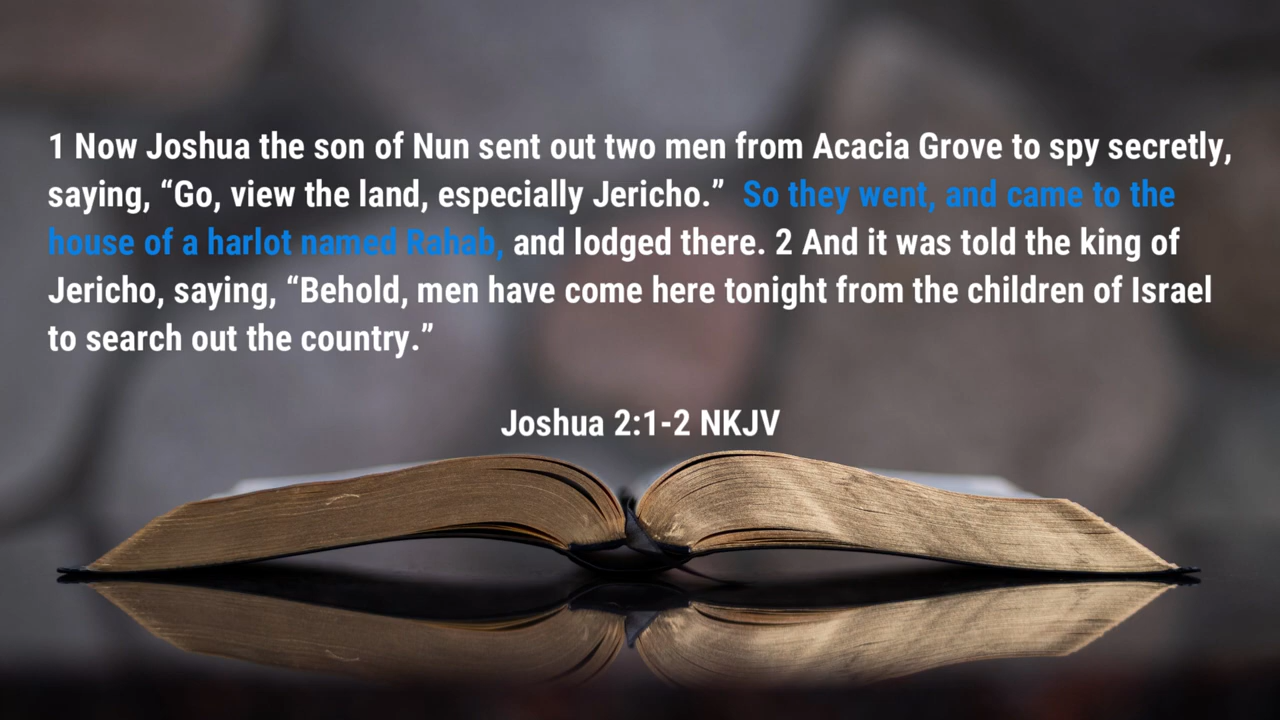 1 Now Joshua the son of Nun sent out two men from Acacia Grove to spy secretly,
saying, “Go, view the land, especially Jericho.”  So they went, and came to the
house of a harlot named Rahab, and lodged there. 2 And it was told the king of
Jericho, saying, “Behold, men have come here tonight from the children of Israel
to search out the country.”
Joshua 2:1-2 NKJV